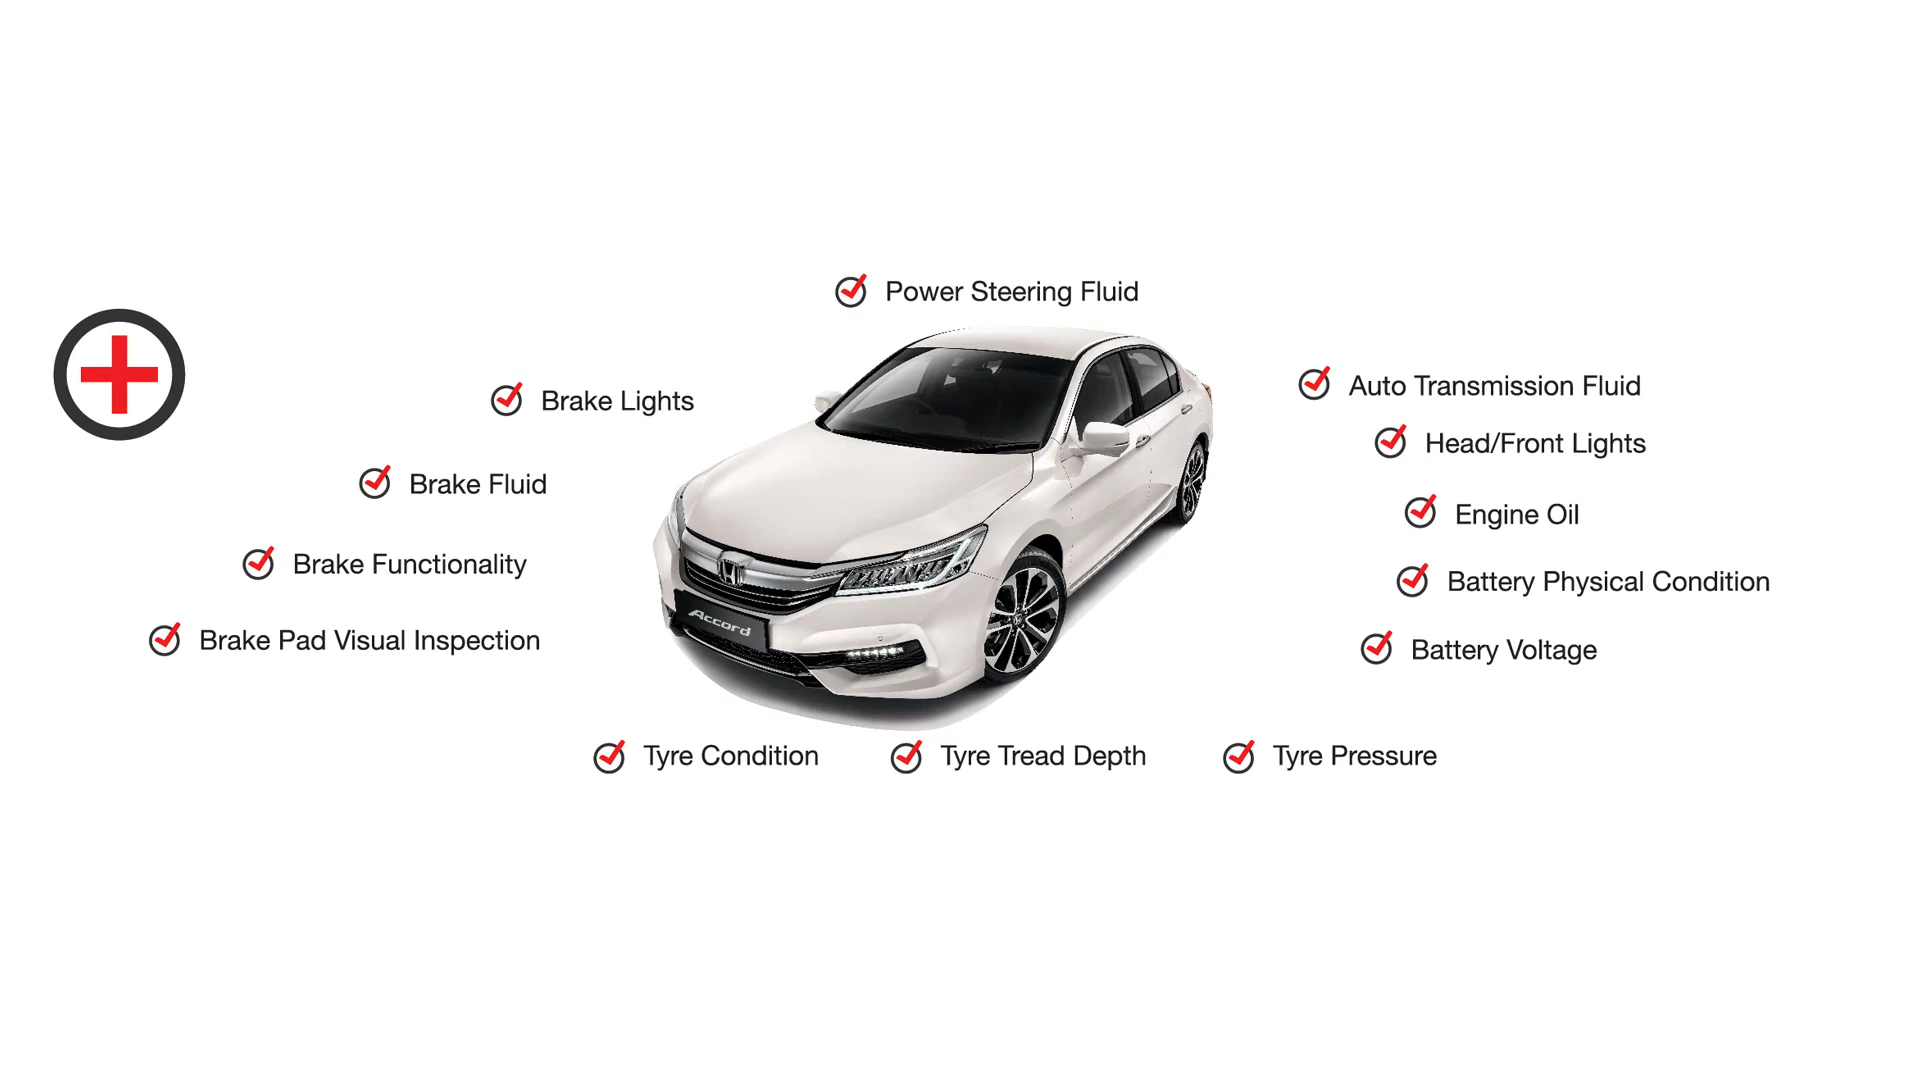 Power Steering Fluid
Brake Lights
Auto Transmission Fluid
Head/Front Lights
Brake Fluid
Engine Oil
Brake Functionality
Battery Physical Condition
Accord
Brake Pad Visual Inspection
Battery Voltage
Tyre Condition
Tyre Tread Depth
Tyre Pressure